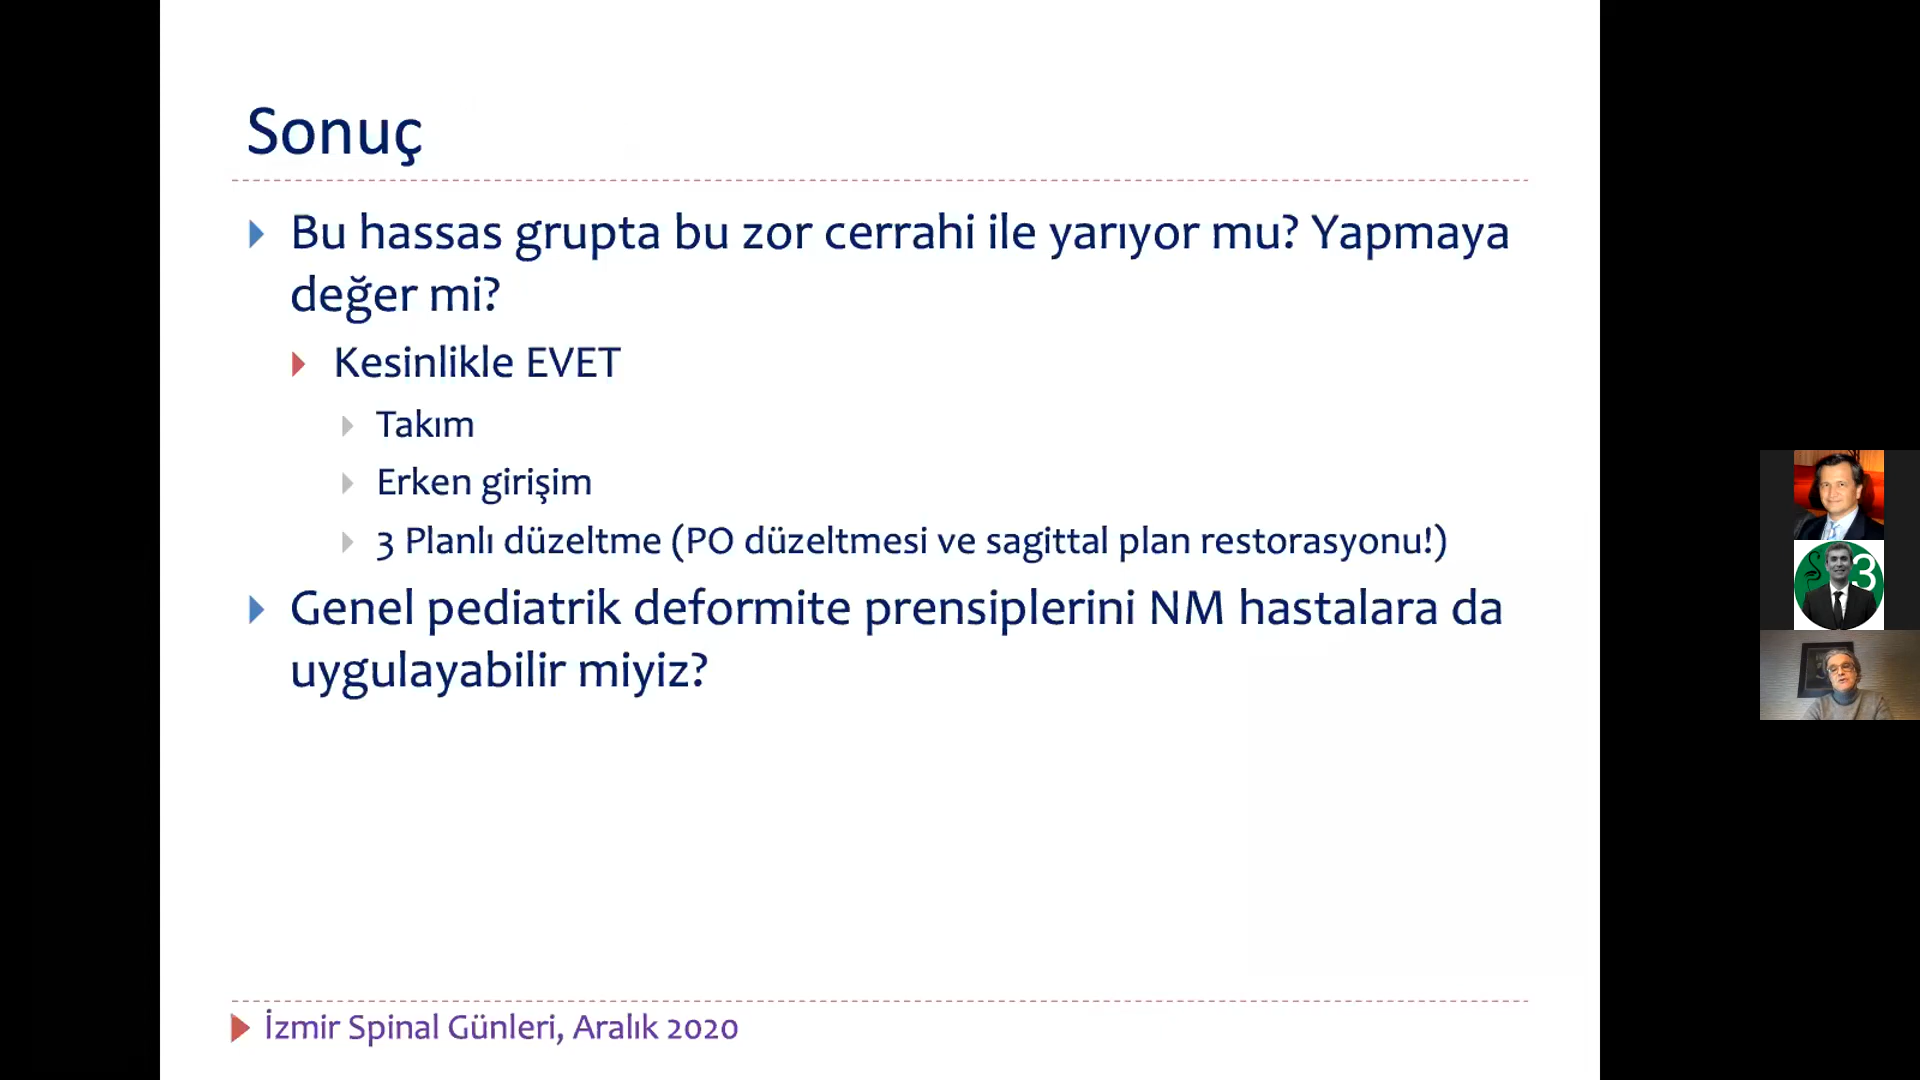 Sonuç
Bu hassas grupta bu zor cerrahi ile yarıyor mu? Yapmaya
değer mi?
Kesinlikle EVET
Takım
Erken girişim
3 Planlı düzeltme (PO düzeltmesi ve sagittal plan restorasyonu!)
Genel pediatrik deformite prensiplerini NM hastalara da
uygulayabilir miyiz?
İzmir Spinal Günleri, Aralık 2020
3